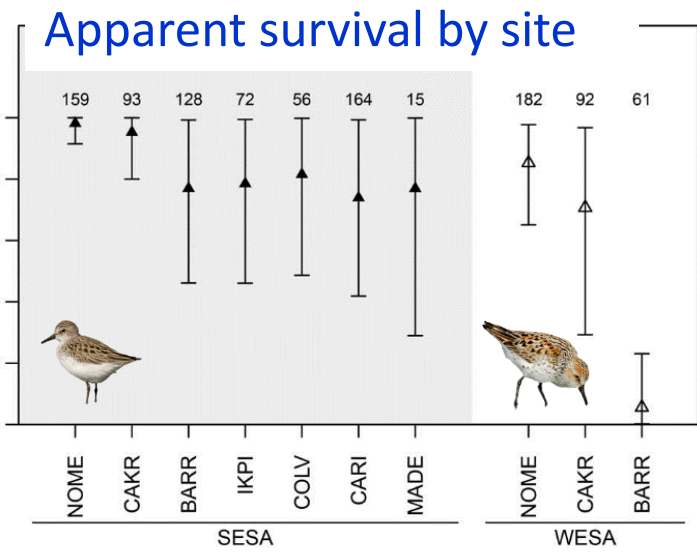 Apparent survival by site
159 93 128 72 56 164 15 182 92 61
NOME CAKR BARR IKPI COLV CARI MADE NOME CAKR BARR
SESA WESA